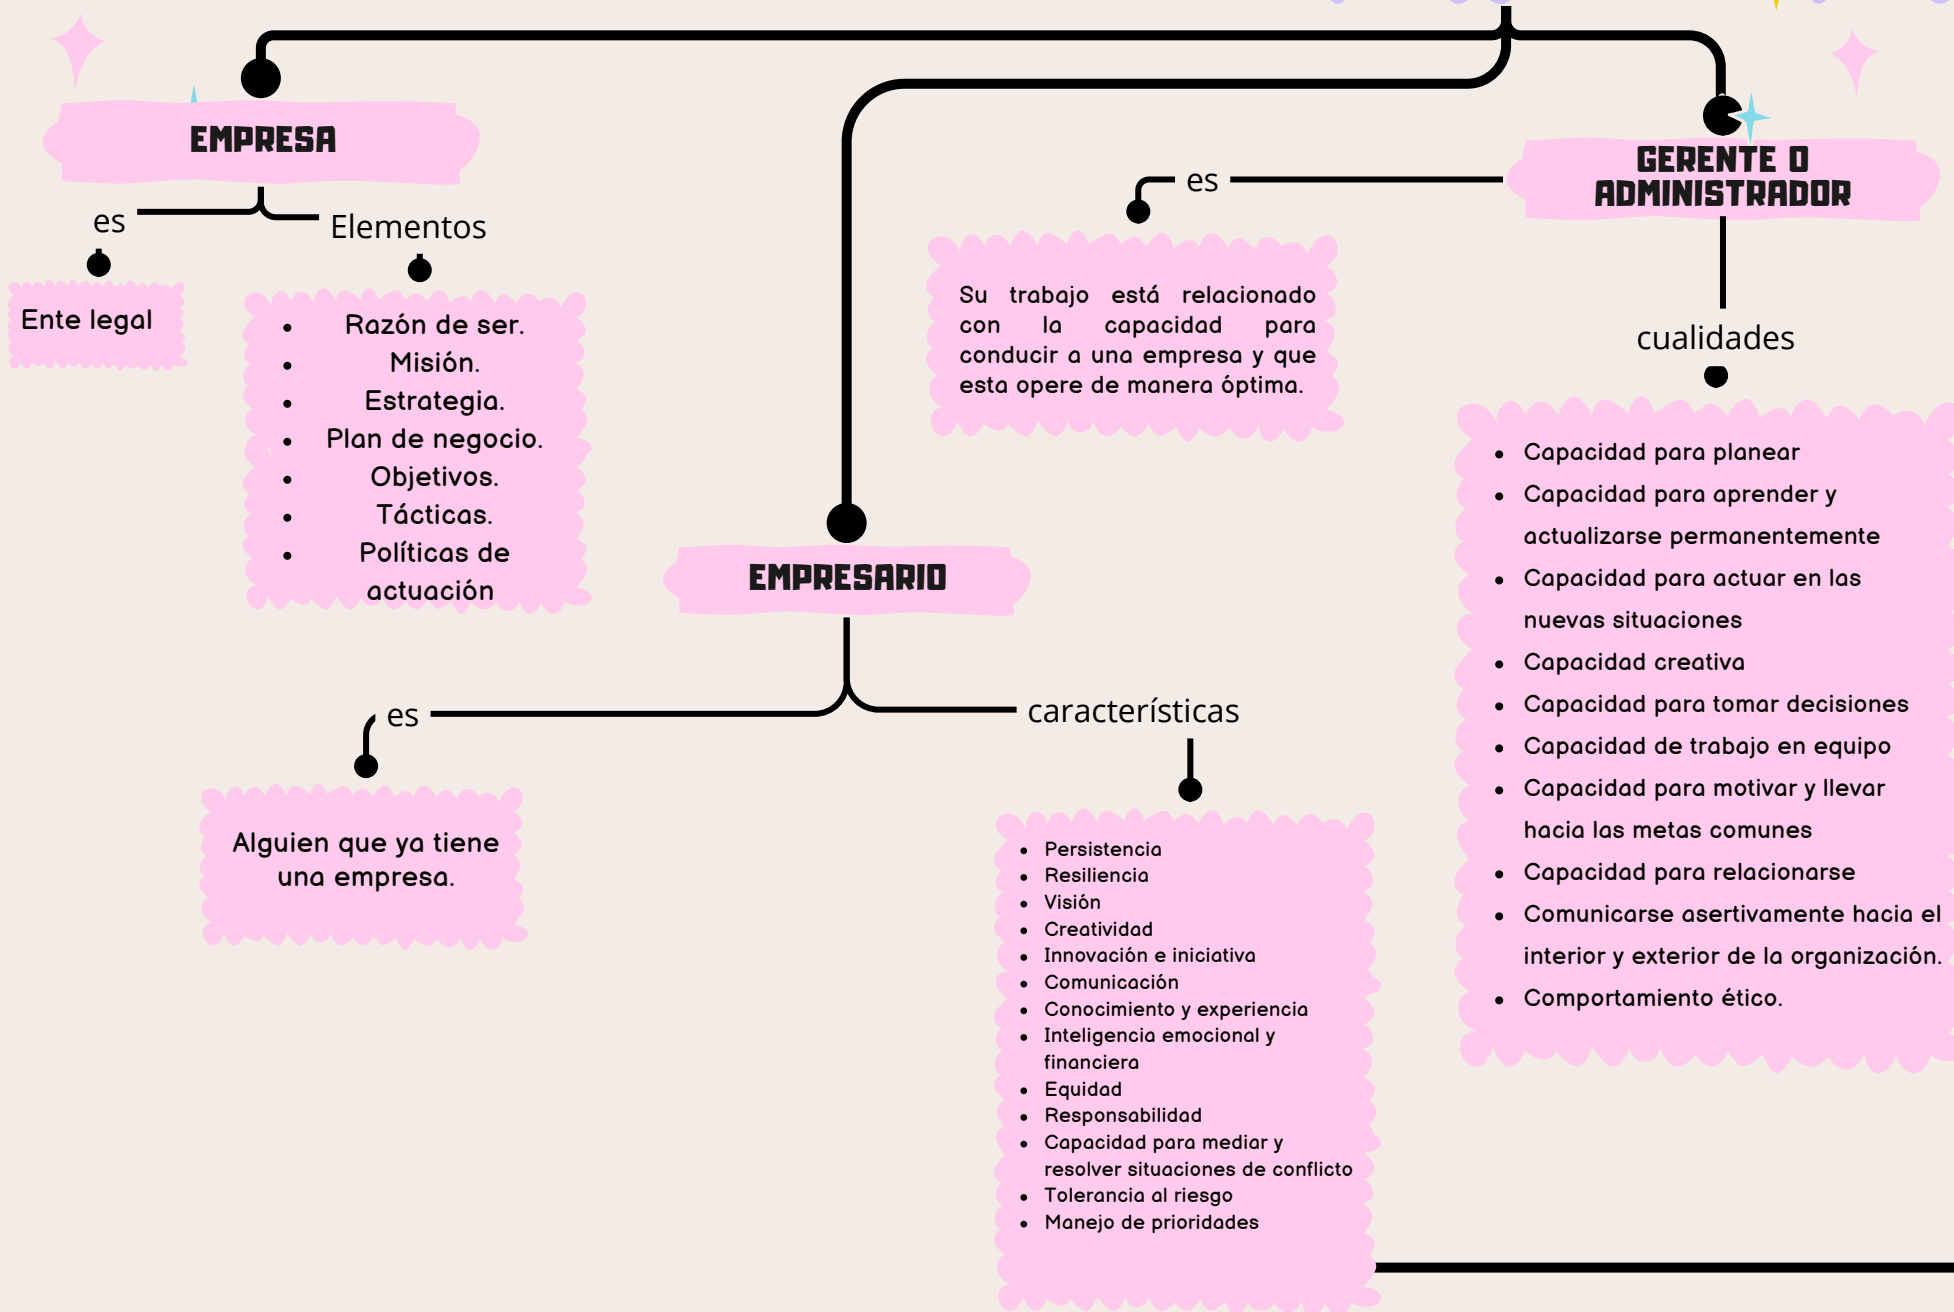 EMPRESA
es
Elementos
Ente legal
Razón de ser.
Misión.
Estrategia.
Plan de negocio.
Objetivos.
Tácticas.
Políticas de
actuación
GERENTE O
ADMINISTRADOR
es
Su trabajo está relacionado
con la capacidad para
conducir a una empresa y que
esta opere de manera óptima.
cualidades
Capacidad para planear
Capacidad para aprender y
actualizarse permanentemente
Capacidad para actuar en las
nuevas situaciones
Capacidad creativa
Capacidad para tomar decisiones
Capacidad de trabajo en equipo
Capacidad para motivar y llevar
hacia las metas comunes
Capacidad para relacionarse
Comunicarse asertivamente hacia el
interior y exterior de la organización.
Comportamiento ético.
EMPRESARIO
es
Alguien que ya tiene
una empresa.
características
Persistencia
Resiliencia
Visión
Creatividad
Innovación e iniciativa
Comunicación
Conocimiento y experiencia
Inteligencia emocional y
financiera
Equidad
Responsabilidad
Capacidad para mediar y
resolver situaciones de conflicto
Tolerancia al riesgo
Manejo de prioridades